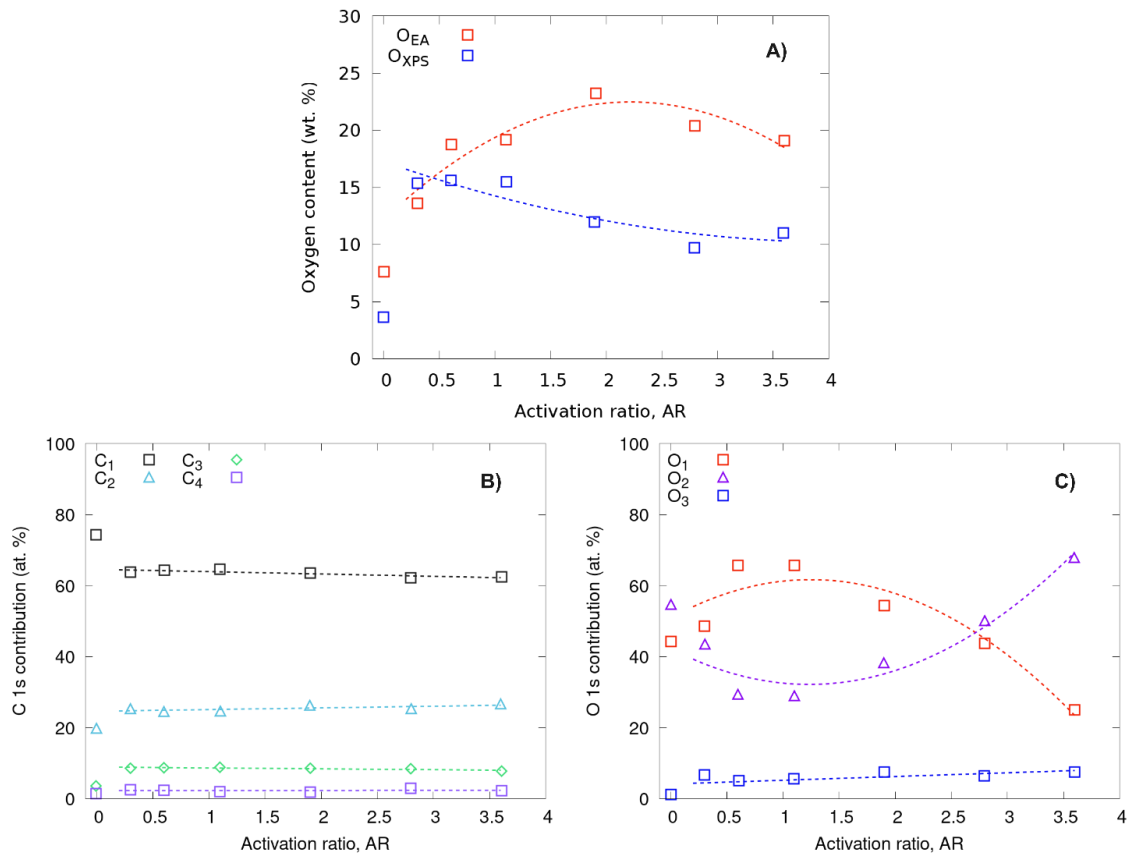 30
25
20
15
10
5
0
Oxygen content (wt. %)
O_EA
O_XPS
A)
0 0.5 1 1.5 2 2.5 3 3.5 4
Activation ratio, AR
100
80
60
40
20
0
C 1s contribution (at. %)
C_1 C_3
C_2 C_4
B)
0 0.5 1 1.5 2 2.5 3 3.5 4
Activation ratio, AR
100
80
60
40
20
0
O 1s contribution (at. %)
O_1
O_2
O_3
C)
0 0.5 1 1.5 2 2.5 3 3.5 4
Activation ratio, AR